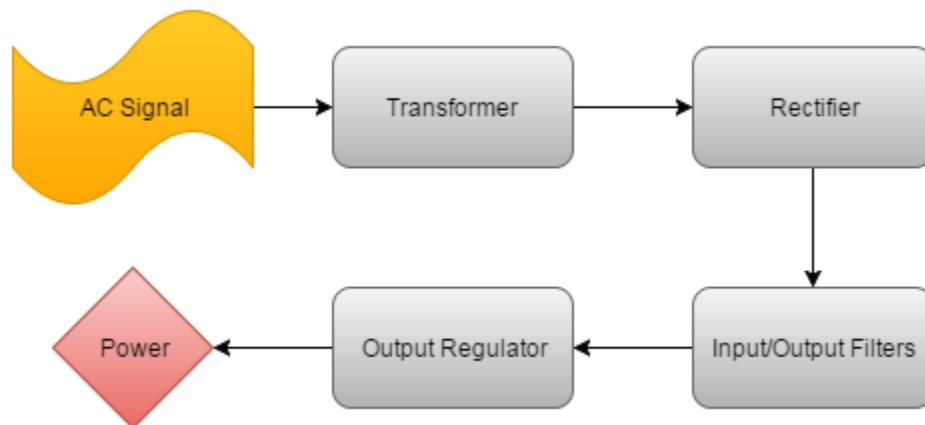 AC Signal
Transformer
Rectifier
Input/Output Filters
Output Regulator
Power